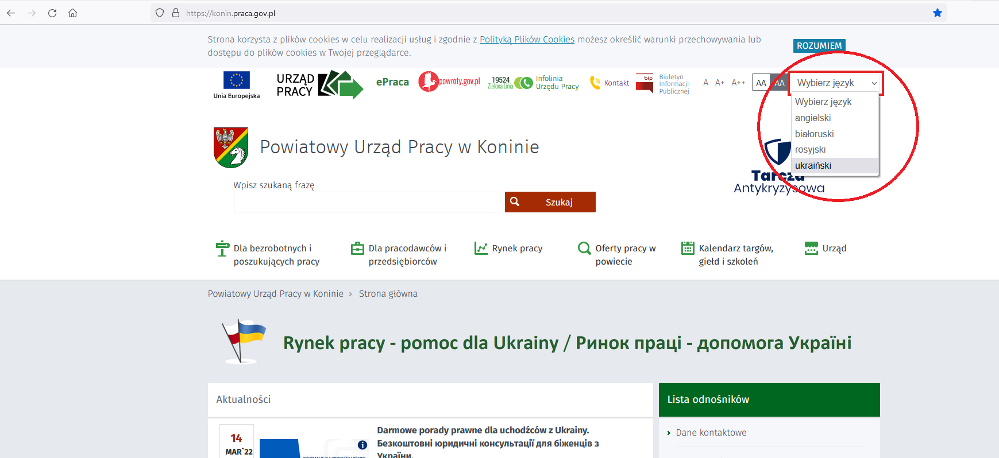 https://konin.praca.gov.pl
Strona korzysta z plików cookies w celu realizacji usług i zgodnie z Polityką Plików Cookies możesz określić warunki przechowywania lub
dostępu do plików cookies w Twojej przeglądarce.
ROZUMIEM
Unia Europejska
URZĄD
PRACY
ePraca
powroty.gov.pl
19524
Zielona Linia
Infolinia
Urzędu Pracy
Kontakt
bip
Biuletyn
Informacji
Publicznej
A A+ A++
AA AA
Wybierz język
Wybierz język
angielski
białoruski
rosyjski
ukraiński
Powiatowy Urząd Pracy w Koninie
Tarcza
Antykryzysowa
Wpisz szukaną frazę
Szukaj
Dla bezrobotnych i
poszukujących pracy
Dla pracodawców i
przedsiębiorców
Rynek pracy
Oferty pracy w
powiecie
Kalendarz targów,
giełd i szkoleń
Urząd
Powiatowy Urząd Pracy w Koninie > Strona główna
Rynek pracy - pomoc dla Ukrainy / Ринок праці - допомога Україні
Aktualności
Lista odnośników
14
MAR`22
Darmowe porady prawne dla uchodźców z Ukrainy.
Безкоштовні юридичні консультації для біженців з
України.
Dane kontaktowe